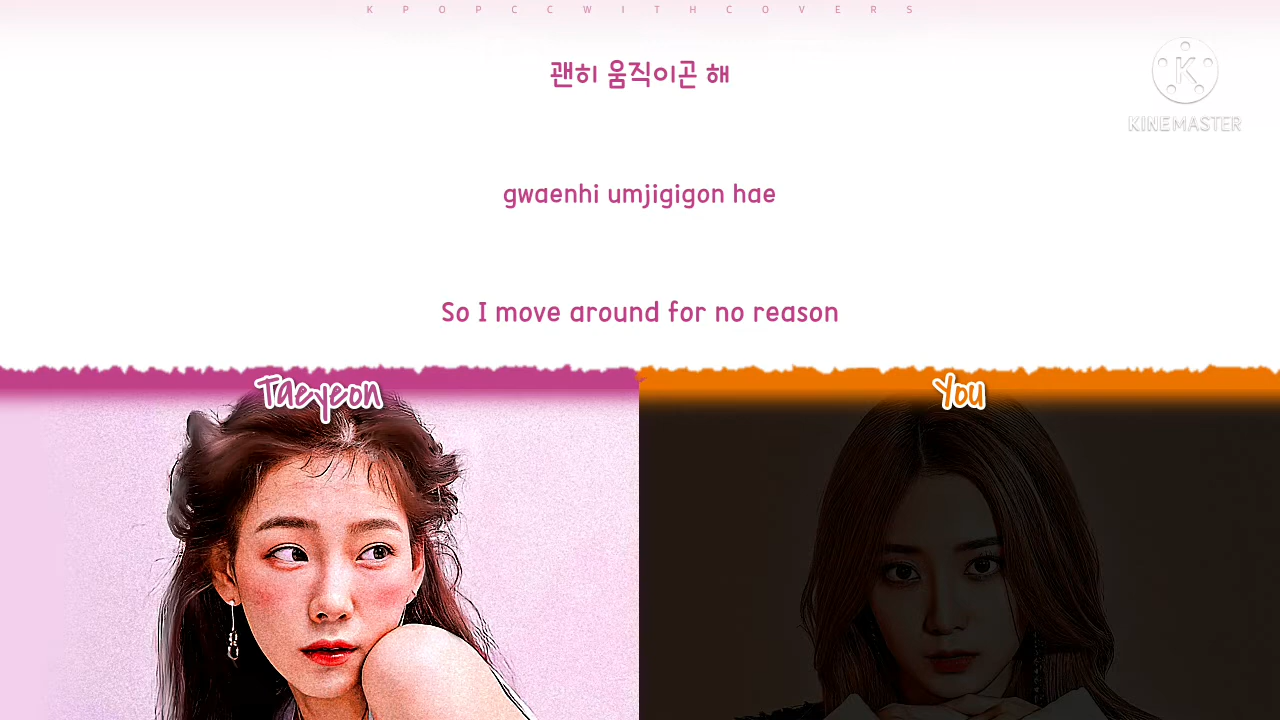 KPOPCCWITHCOVERS
K
KINEMASTER
괜히 움직이곤 해
gwaenhi umjigigon hae
So I move around for no reason
Taeyeon
You